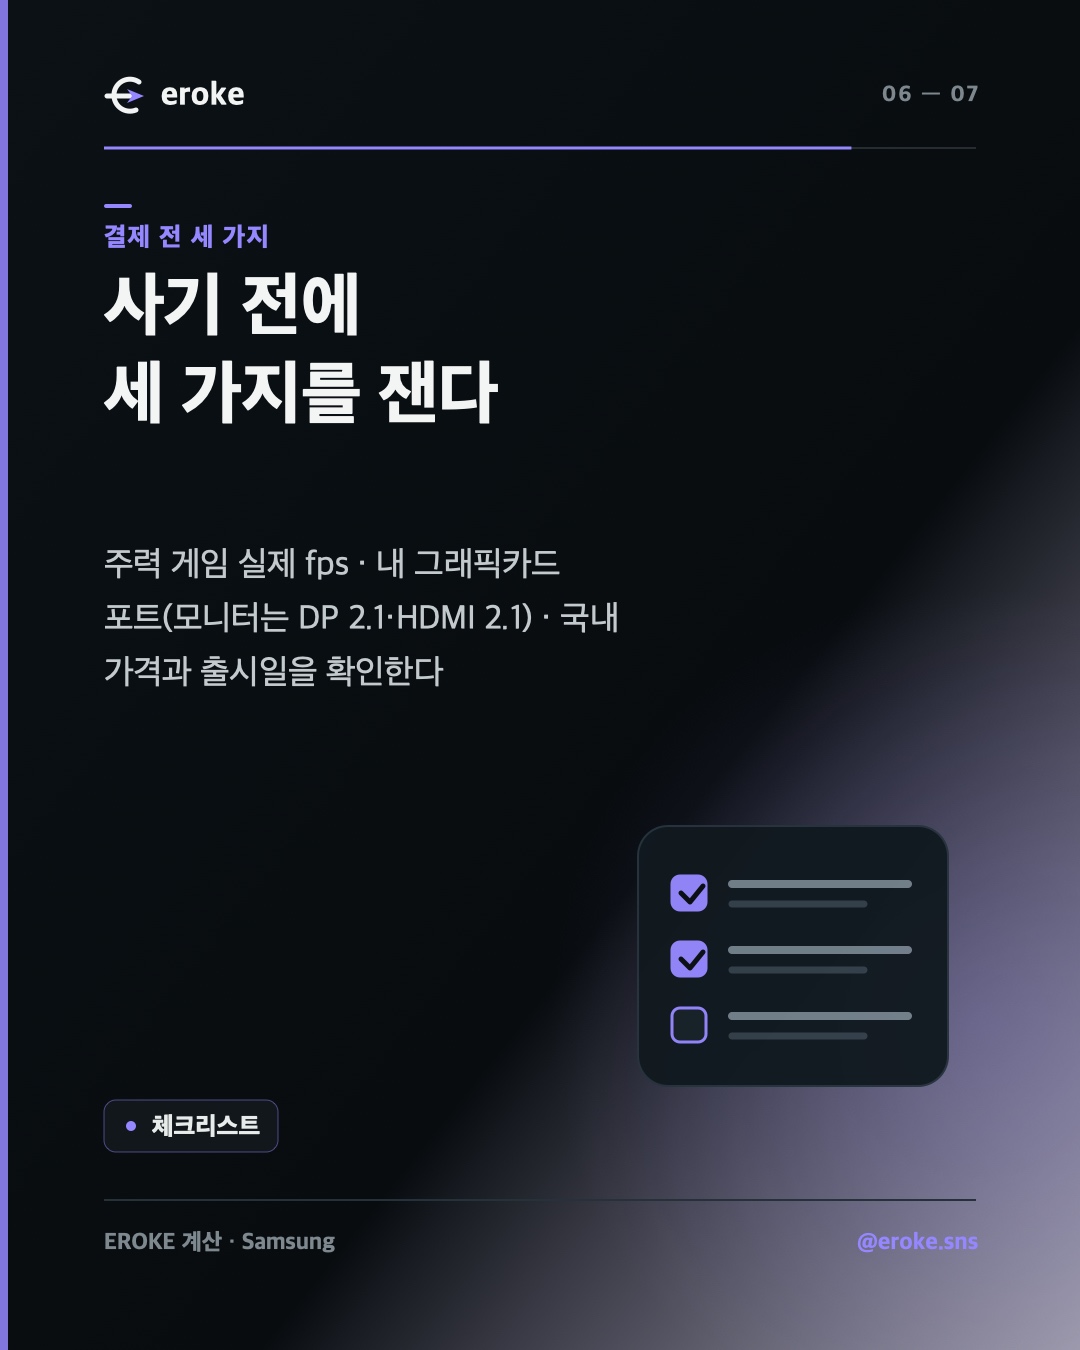 eroke
06 — 07
결제 전 세 가지
사기 전에
세 가지를 잰다
주력 게임 실제 fps · 내 그래픽카드
포트(모니터는 DP 2.1·HDMI 2.1) · 국내
가격과 출시일을 확인한다
체크리스트
EROKE 계산 · Samsung
@eroke.sns